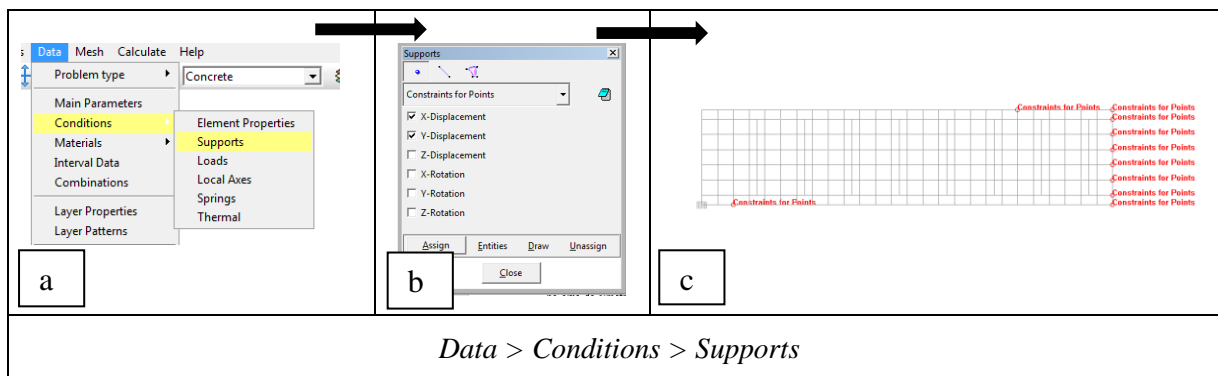 s Data Mesh Calculate Help
Problem type Concrete
Main Parameters
Conditions
Materials
Interval Data
Combinations
Layer Properties
Layer Patterns
Element Properties
Supports
Loads
Local Axes
Springs
Thermal
a
Supports
Constraints for Points
X-Displacement
Y-Displacement
Z-Displacement
X-Rotation
Y-Rotation
Z-Rotation
Assign Entities Draw Unassign
Close
b
Constraints for Points Constraints for Points
Constraints for Points
Constraints for Points
Constraints for Points
Constraints for Points
Constraints for Points
Constraints for Points
Constraints for Points Constraints for Points
c
Data > Conditions > Supports